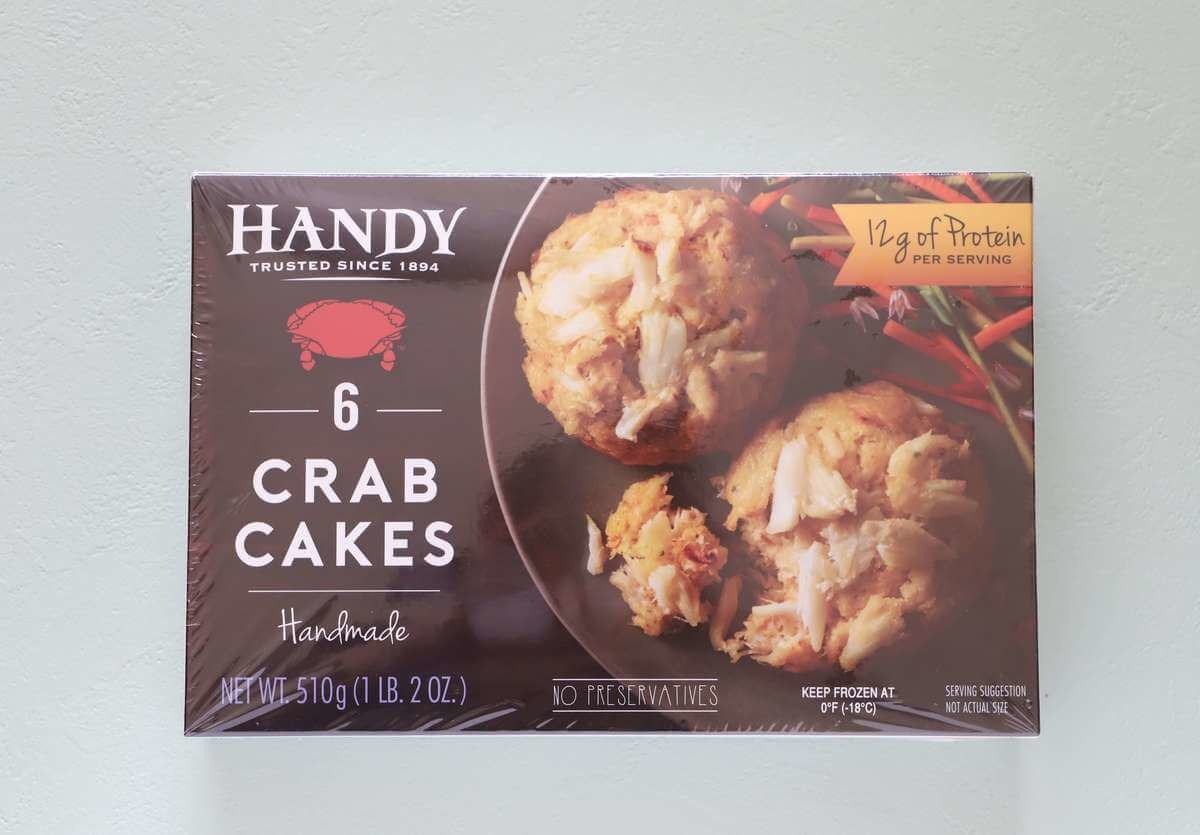 HANDY
TRUSTED SINCE 1894
6
CRAB
CAKES
Handmade
NET WT. 510g (1 LB. 2 OZ.)
12g of Protein
PER SERVING
NO PRESERVATIVES
KEEP FROZEN AT
0°F (-18°C)
SERVING SUGGESTION
NOT ACTUAL SIZE